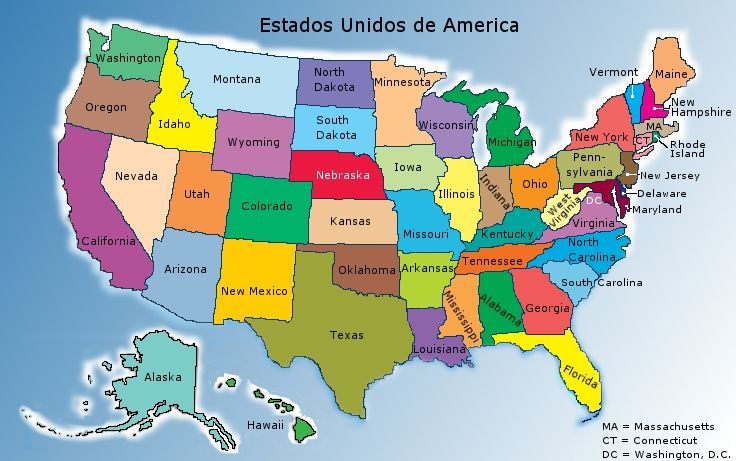 Estados Unidos de America
Washington
Montana
North
Dakota
Minnesota
Vermont
Maine
Oregon
Idaho
Wyoming
South
Dakota
Wisconsin
Michigan
New York
New
Hampshire
MA
CT
Rhode
Island
Nevada
Utah
Colorado
Nebraska
Iowa
Illinois
Indiana
Ohio
Penn-
sylvania
New Jersey
Delaware
Maryland
DC
West
Virginia
Virginia
California
Arizona
New Mexico
Kansas
Missouri
Kentucky
North
Carolina
Tennessee
South Carolina
Oklahoma
Arkansas
Mississippi
Alabama
Georgia
Texas
Louisiana
Florida
Alaska
Hawaii
MA = Massachusetts
CT = Connecticut
DC = Washington, D.C.